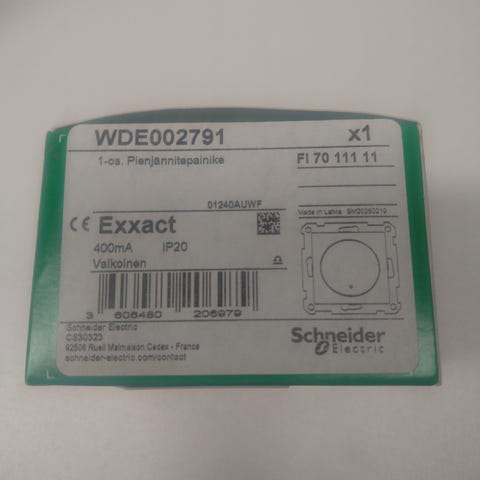 WDE002791 x1
1-os. Pienjännitepainike FI 70 111 11
01240AUWF
Made in Latvia 9M20250219
CE Exxact
400mA IP20
Valkoinen
3 606480 206979
Schneider Electric
CS30323
92506 Rueil Malmaison Cedex - France
schneider-electric.com/contact
Schneider
Electric